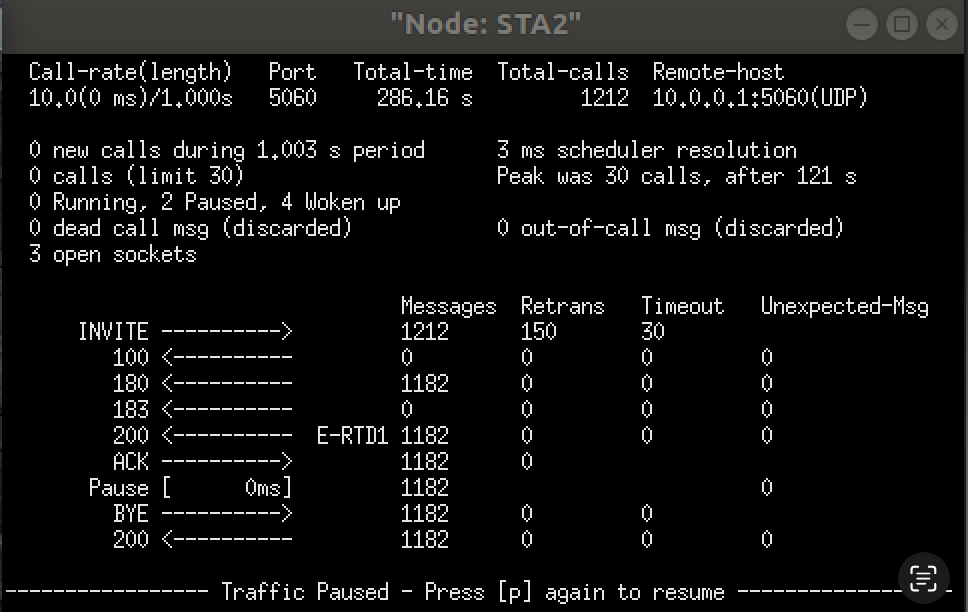 "Node: STA2"
Call-rate(length)   Port   Total-time  Total-calls  Remote-host
10.0(0 ms)/1.000s   5060     286.16 s         1212  10.0.0.1:5060(UDP)
0 new calls during 1.003 s period      3 ms scheduler resolution
0 calls (limit 30)                     Peak was 30 calls, after 121 s
0 Running, 2 Paused, 4 Woken up
0 dead call msg (discarded)            0 out-of-call msg (discarded)
3 open sockets
Messages  Retrans   Timeout   Unexpected-Msg
INVITE ---------->         1212      150       30
100 <----------         0         0         0         0
180 <----------         1182      0         0         0
183 <----------         0         0         0         0
200 <----------  E-RTD1 1182      0         0         0
ACK ---------->         1182      0
Pause [      0ms]         1182                          0
BYE ---------->         1182      0         0
200 <----------         1182      0         0         0
----------------- Traffic Paused - Press [p] again to resume -----------------